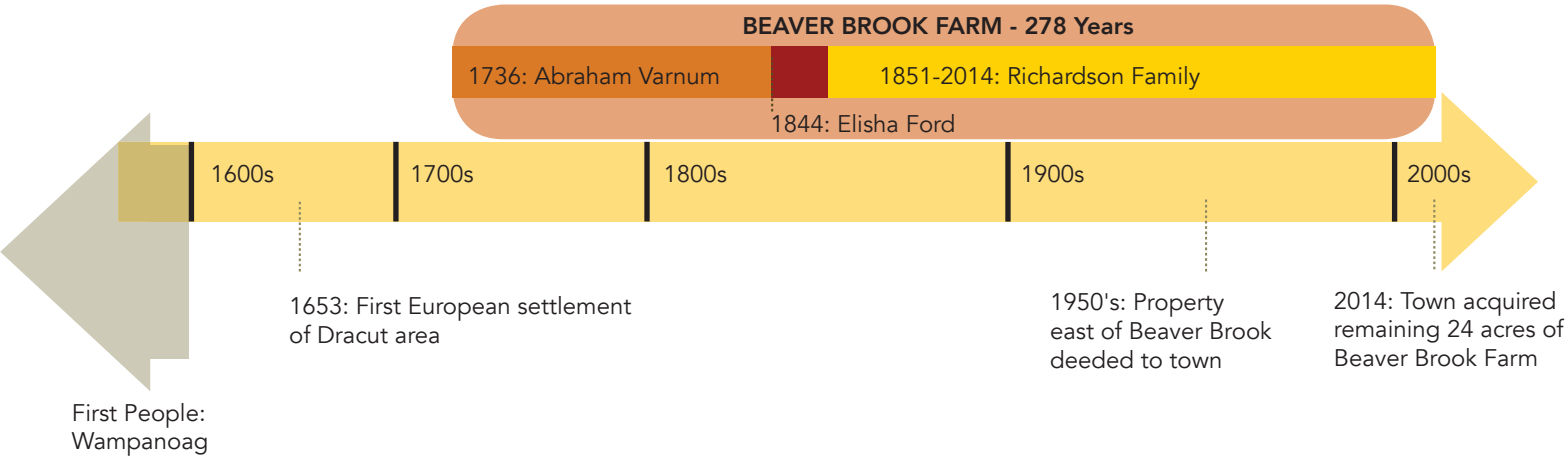 BEAVER BROOK FARM - 278 Years
1736: Abraham Varnum
1851-2014: Richardson Family
1844: Elisha Ford
1600s
1700s
1800s
1900s
2000s
1653: First European settlement
of Dracut area
1950's: Property
east of Beaver Brook
deeded to town
2014: Town acquired
remaining 24 acres of
Beaver Brook Farm
First People:
Wampanoag